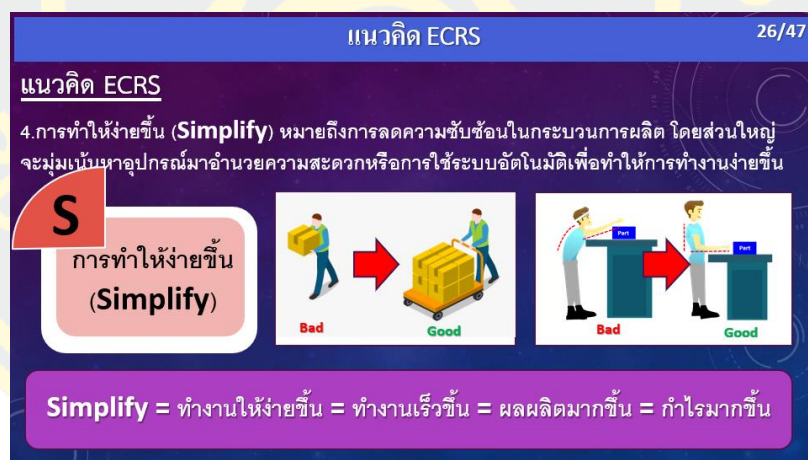 แนวคิด ECRS
26/47
แนวคิด ECRS
4.การทำให้ง่ายขึ้น (Simplify) หมายถึงการลดความซับซ้อนในกระบวนการผลิต โดยส่วนใหญ่
จะมุ่งเน้นหาอุปกรณ์มาอำนวยความสะดวกหรือการใช้ระบบอัตโนมัติเพื่อทำให้การทำงานง่ายขึ้น
S
การทำให้ง่ายขึ้น
(Simplify)
Bad
Good
Part
Part
Bad
Good
Simplify = ทำงานให้ง่ายขึ้น = ทำงานเร็วขึ้น = ผลผลิตมากขึ้น = กำไรมากขึ้น